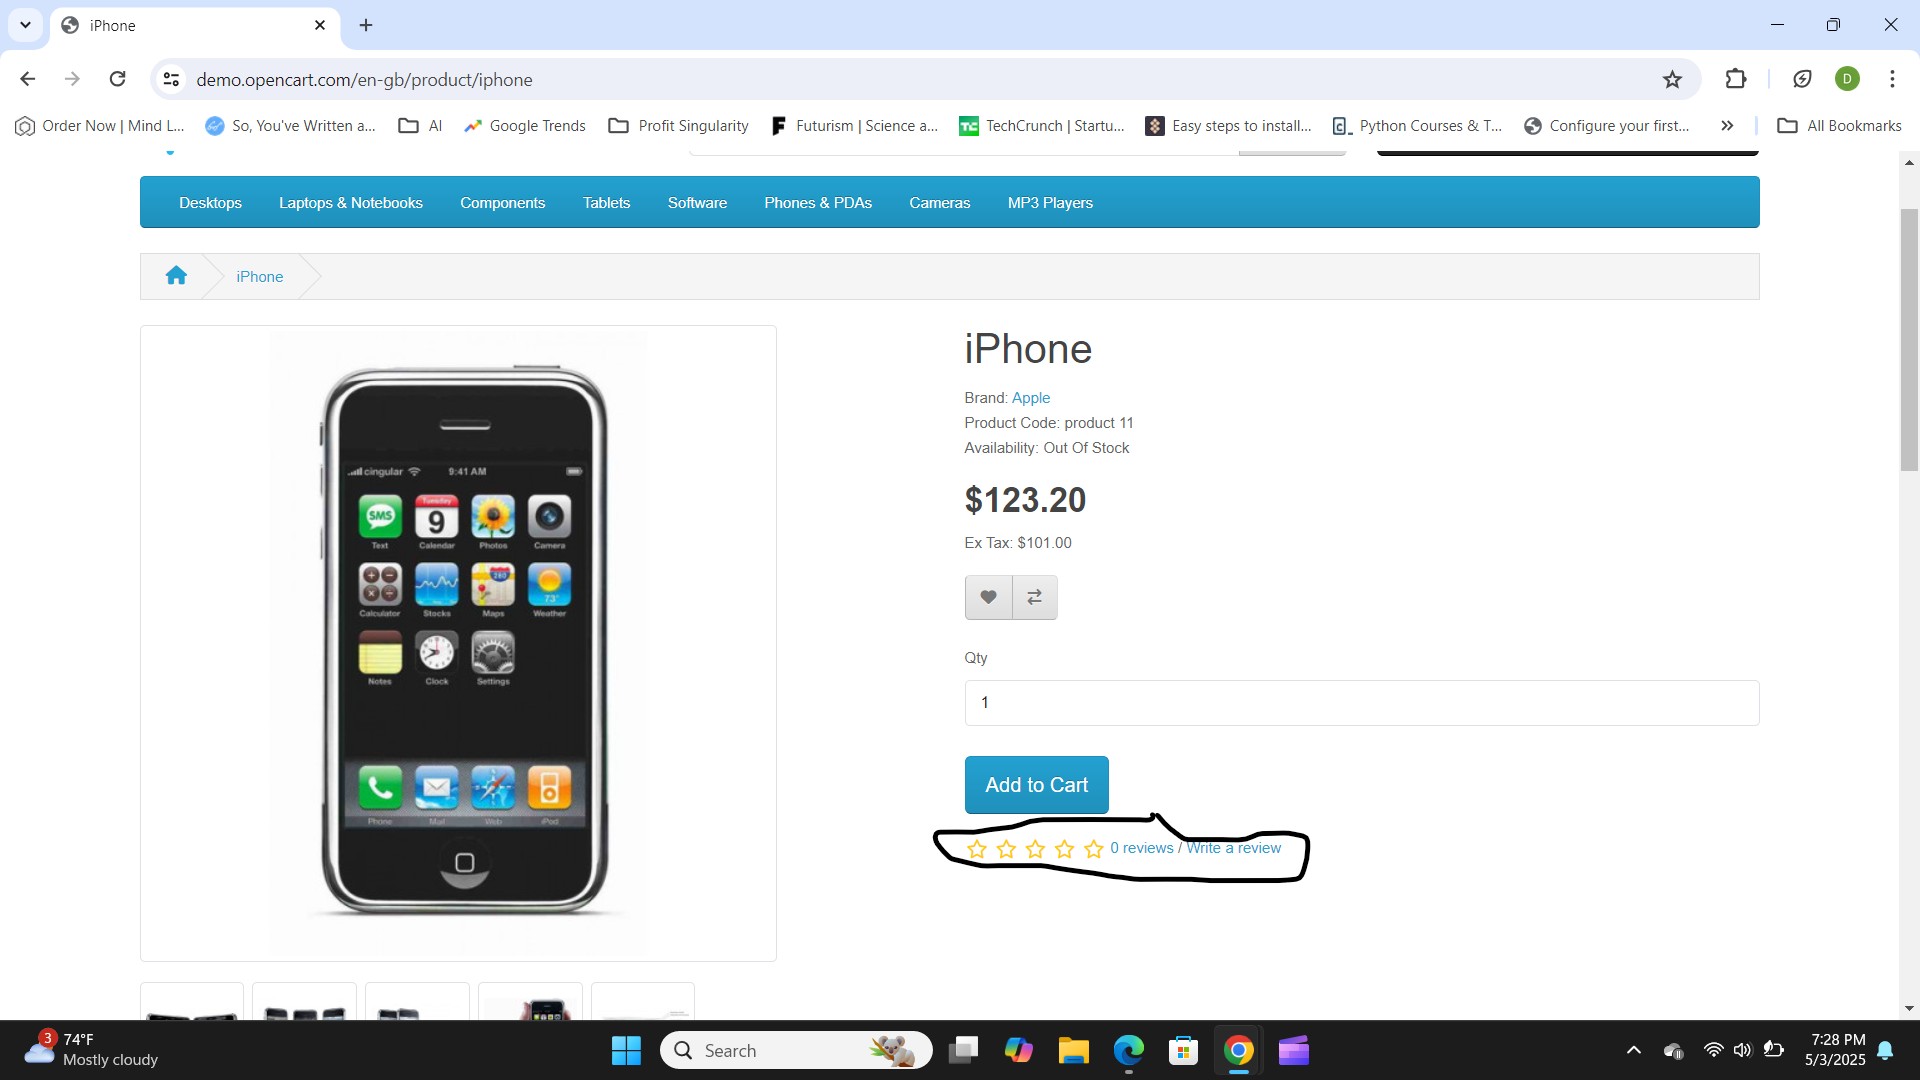 iPhone
demo.opencart.com/en-gb/product/iphone
D
Order Now | Mind L... So, You've Written a... AI Google Trends Profit Singularity Futurism | Science a... TechCrunch | Startu... Easy steps to install... Python Courses & T... Configure your first... » All Bookmarks
Desktops Laptops & Notebooks Components Tablets Software Phones & PDAs Cameras MP3 Players
iPhone
cingular 9:41 AM
SMS Tuesday 9 280
Text Calendar Photos Camera
73°
Calculator Stocks Maps Weather
Notes Clock Settings
Phone Mail Web iPod
iPhone
Brand: Apple
Product Code: product 11
Availability: Out Of Stock
$123.20
Ex Tax: $101.00
Qty
1
Add to Cart
0 reviews / Write a review
3 74°F
Mostly cloudy
Search
7:28 PM
5/3/2025